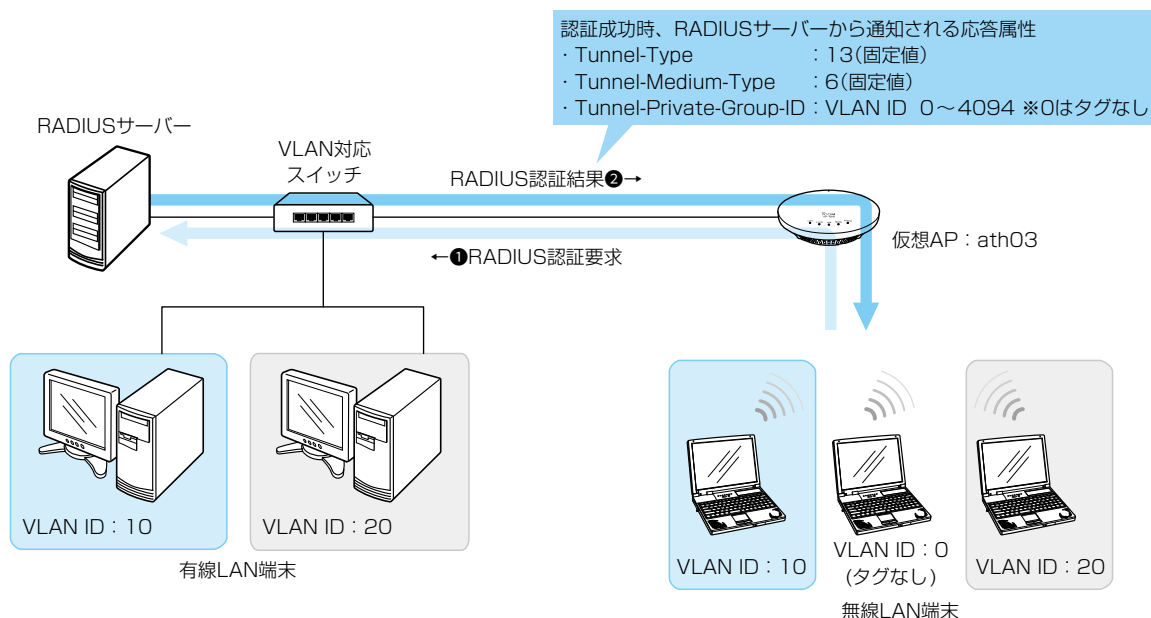 認証成功時、RADIUSサーバーから通知される応答属性
・Tunnel-Type :13(固定値)
・Tunnel-Medium-Type :6(固定値)
・Tunnel-Private-Group-ID:VLAN ID 0～4094 ※0はタグなし
RADIUSサーバー
VLAN対応
スイッチ
RADIUS認証結果❷→
←❶RADIUS認証要求
仮想AP：ath03
VLAN ID：10
VLAN ID：20
有線LAN端末
VLAN ID：10
VLAN ID：0
(タグなし)
VLAN ID：20
無線LAN端末